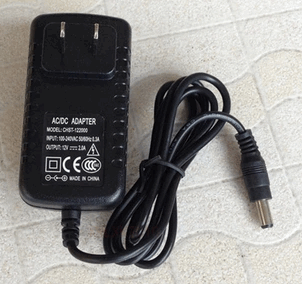 AC/DC ADAPTER
MODEL: CHST-122000
INPUT: 100-240VAC 50/60Hz 0.3A
OUTPUT: 12V ⎓ 2.0A
CCC
MADE IN CHINA